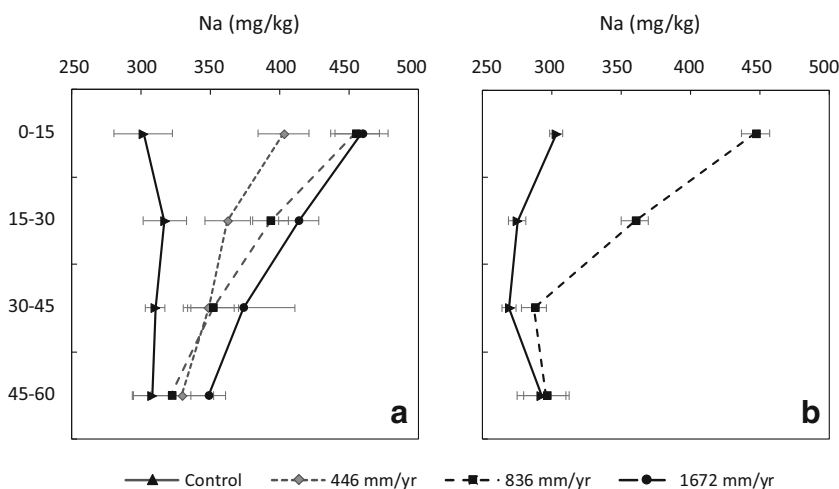 Na (mg/kg) Na (mg/kg)
250 300 350 400 450 500 250 300 350 400 450 500
0-15
15-30
30-45
45-60
a b
Control 446 mm/yr 836 mm/yr 1672 mm/yr